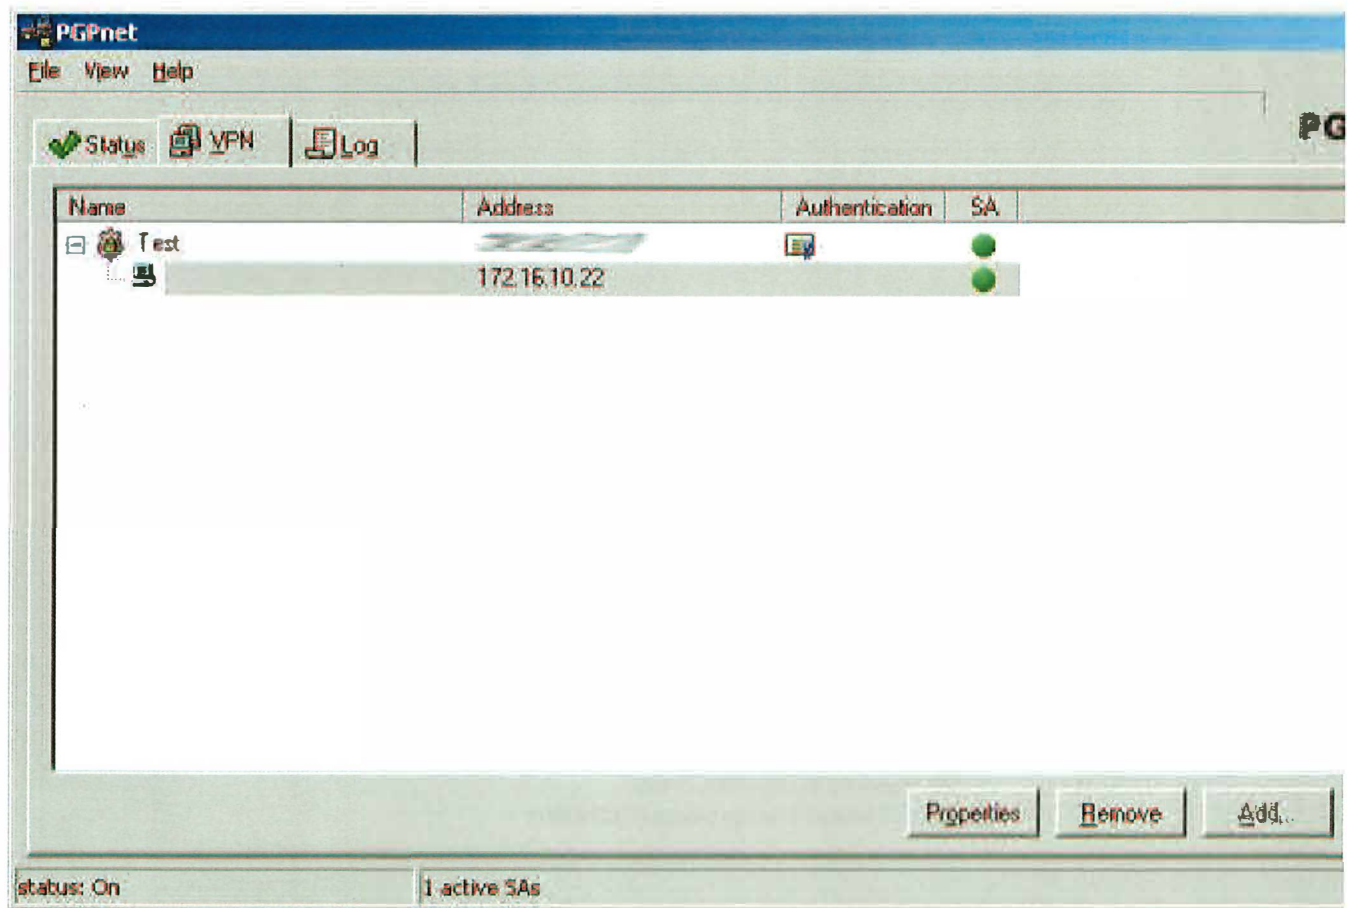 PGPnet
File View Help
PG
Status VPN Log
Name Address Authentication SA
Test
172.16.10.22
Properties Remove Add...
status: On 1 active SAs